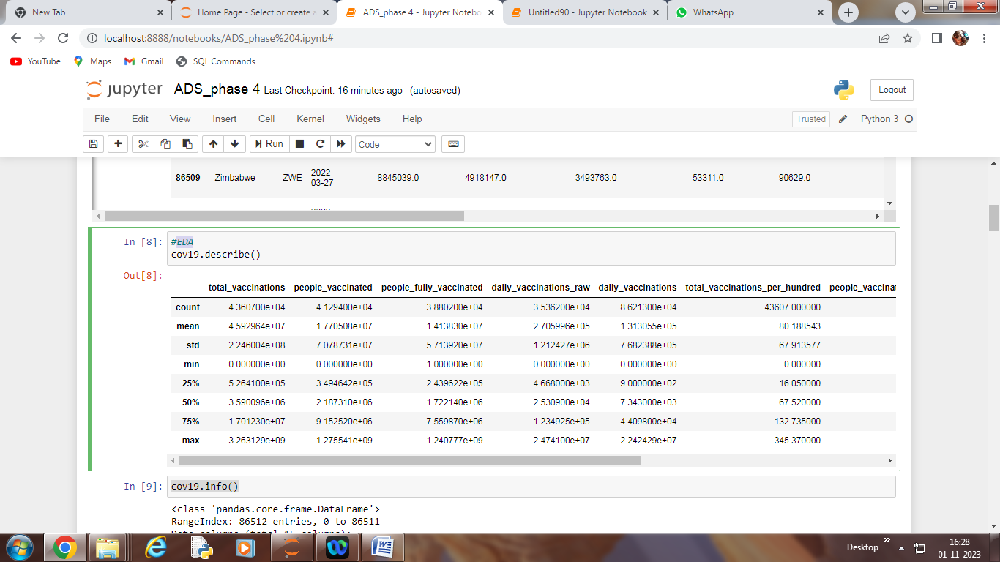 New Tab
Home Page - Select or create a
ADS_phase 4 - Jupyter Notebo
Untitled90 - Jupyter Notebook
WhatsApp
localhost:8888/notebooks/ADS_phase%204.ipynb#
YouTube Maps Gmail SQL Commands
jupyter ADS_phase 4 Last Checkpoint: 16 minutes ago (autosaved) Logout
File Edit View Insert Cell Kernel Widgets Help Trusted Python 3
Run Code
86509 Zimbabwe ZWE 2022-03-27 8845039.0 4918147.0 3493763.0 53311.0 90629.0
In [8]: #EDA
cov19.describe()
Out[8]:
total_vaccinations people_vaccinated people_fully_vaccinated daily_vaccinations_raw daily_vaccinations total_vaccinations_per_hundred people_vaccinat
count 4.360700e+04 4.129400e+04 3.880200e+04 3.536200e+04 8.621300e+04 43607.000000
mean 4.592964e+07 1.770508e+07 1.413830e+07 2.705996e+05 1.313055e+05 80.188543
std 2.246004e+08 7.078731e+07 5.713920e+07 1.212427e+06 7.682388e+05 67.913577
min 0.000000e+00 0.000000e+00 1.000000e+00 0.000000e+00 0.000000e+00 0.000000
25% 5.264100e+05 3.494642e+05 2.439622e+05 4.668000e+03 9.000000e+02 16.050000
50% 3.590096e+06 2.187310e+06 1.722140e+06 2.530900e+04 7.343000e+03 67.520000
75% 1.701230e+07 9.152520e+06 7.559870e+06 1.234925e+05 4.409800e+04 132.735000
max 3.263129e+09 1.275541e+09 1.240777e+09 2.474100e+07 2.242429e+07 345.370000
In [9]: cov19.info()
<class 'pandas.core.frame.DataFrame'>
RangeIndex: 86512 entries, 0 to 86511
Data columns (total 15 columns)
Desktop 16:28
01-11-2023